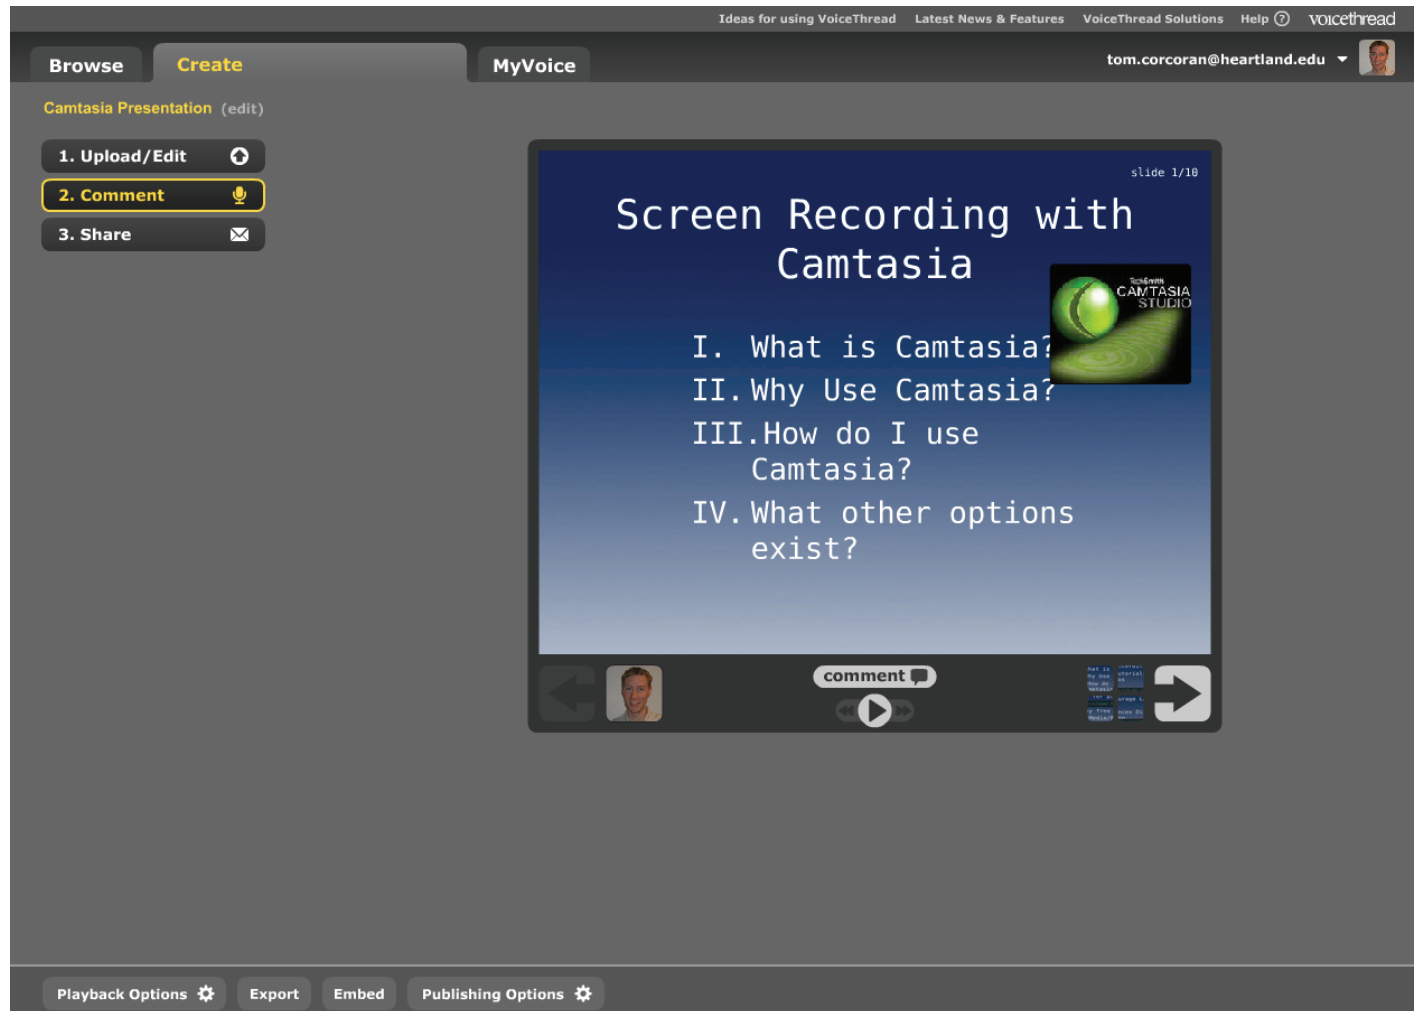 Ideas for using VoiceThread Latest News & Features VoiceThread Solutions Help ? voicethread
Browse Create MyVoice tom.corcoran@heartland.edu
Camtasia Presentation (edit)
1. Upload/Edit
2. Comment
3. Share
slide 1/10
Screen Recording with
Camtasia
TechSmith
CAMTASIA
STUDIO
I. What is Camtasia?
II. Why Use Camtasia?
III. How do I use
Camtasia?
IV. What other options
exist?
comment
Playback Options Export Embed Publishing Options